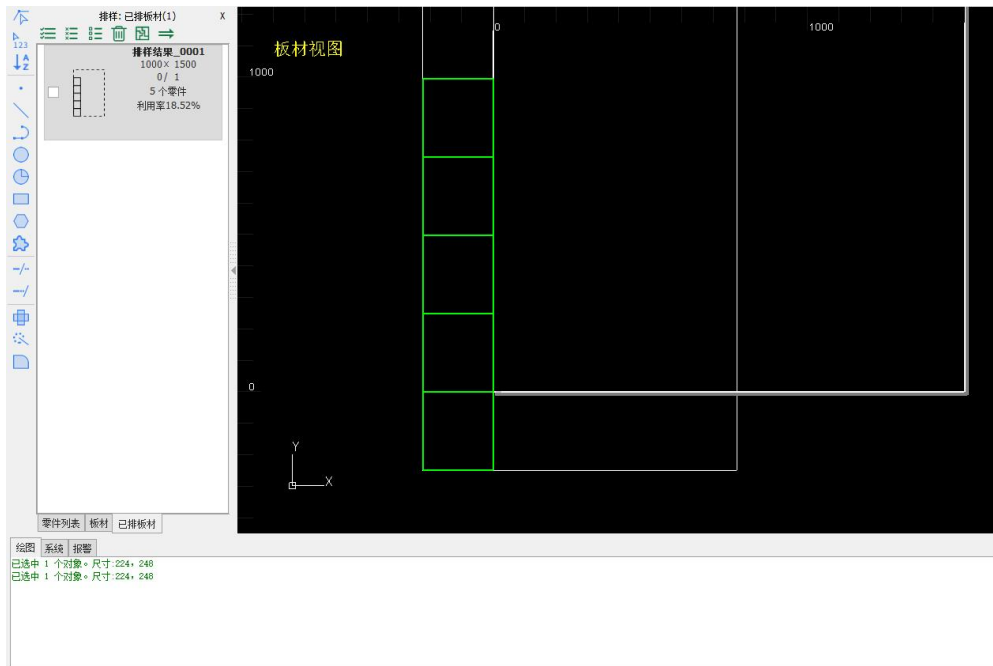 排样: 已排板材(1) X
123
A
Z
排样结果_0001
1000× 1500
0/ 1
5 个零件
利用率18.52%
零件列表 板材 已排板材
板材视图
0
1000
1000
0
Y
X
绘图 系统 报警
已选中 1 个对象。尺寸:224, 248
已选中 1 个对象。尺寸:224, 248